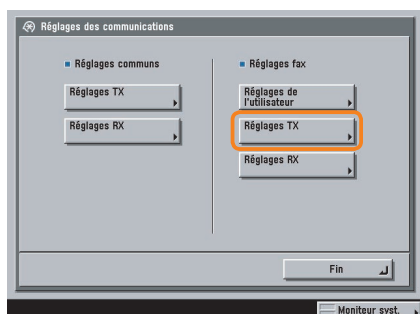 Réglages des communications
Réglages communs
Réglages TX
Réglages RX
Réglages fax
Réglages de
l'utilisateur
Réglages TX
Réglages RX
Fin
Moniteur syst.